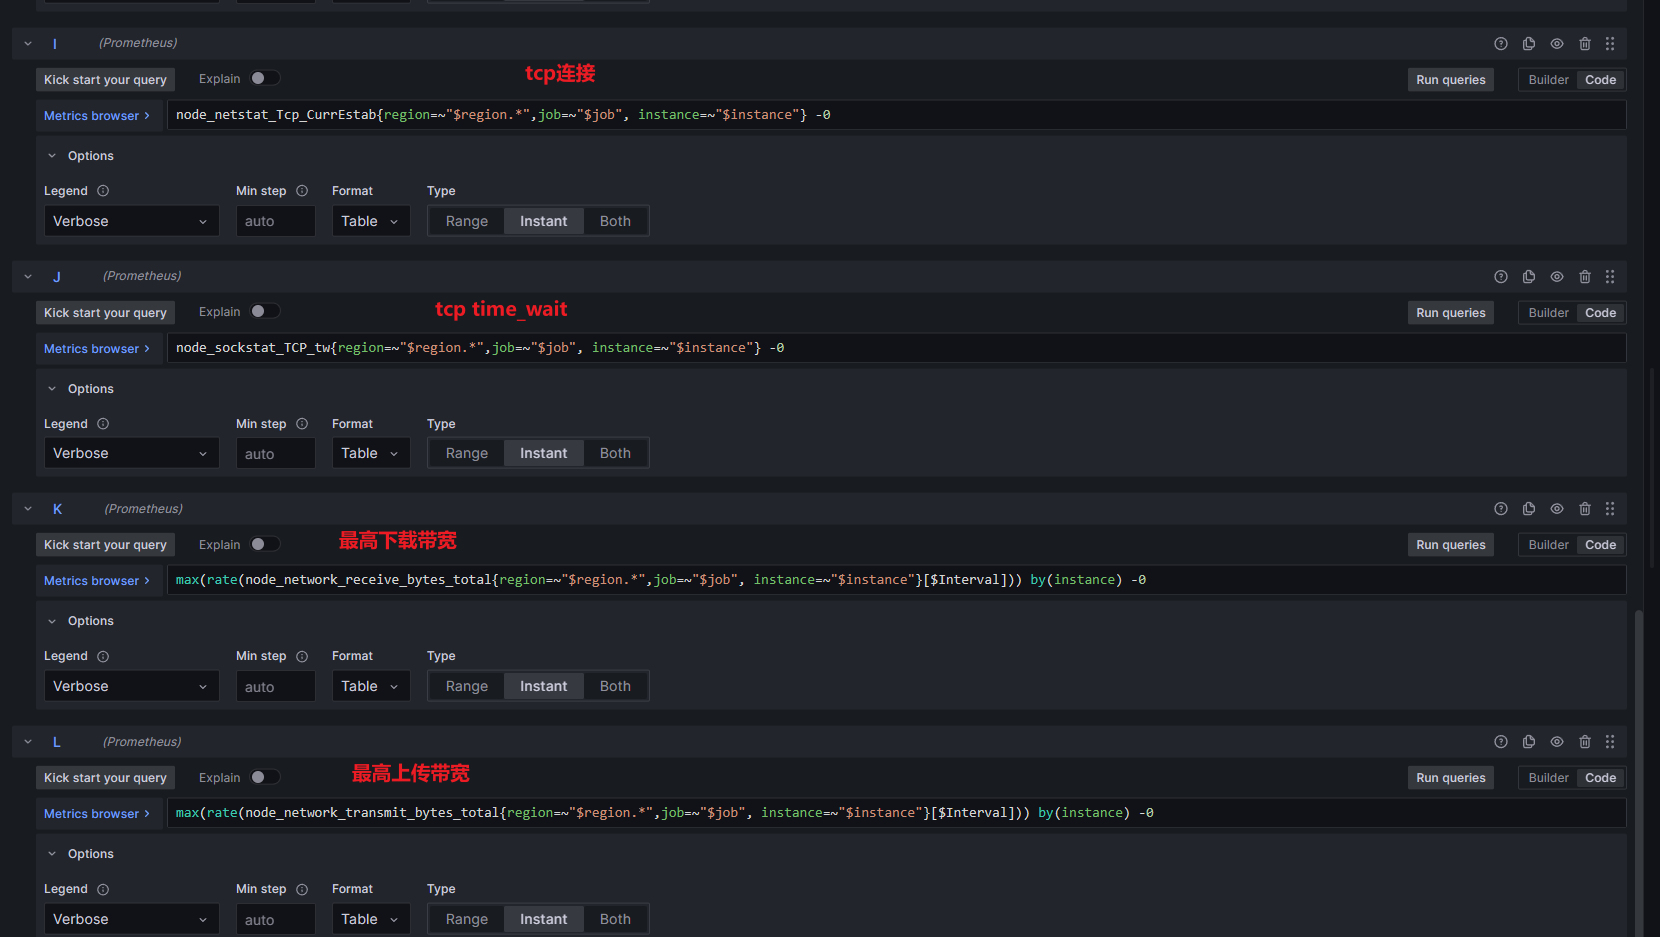 I (Prometheus)
Kick start your query Explain tcp连接 Run queries Builder Code
Metrics browser > node_netstat_Tcp_CurrEstab{region=~"$region.*",job=~"$job", instance=~"$instance"} -0
Options
Legend Min step Format Type
Verbose auto Table Range Instant Both
J (Prometheus)
Kick start your query Explain tcp time_wait Run queries Builder Code
Metrics browser > node_sockstat_TCP_tw{region=~"$region.*",job=~"$job", instance=~"$instance"} -0
Options
Legend Min step Format Type
Verbose auto Table Range Instant Both
K (Prometheus)
Kick start your query Explain 最高下载带宽 Run queries Builder Code
Metrics browser > max(rate(node_network_receive_bytes_total{region=~"$region.*",job=~"$job", instance=~"$instance"}[$Interval])) by(instance) -0
Options
Legend Min step Format Type
Verbose auto Table Range Instant Both
L (Prometheus)
Kick start your query Explain 最高上传带宽 Run queries Builder Code
Metrics browser > max(rate(node_network_transmit_bytes_total{region=~"$region.*",job=~"$job", instance=~"$instance"}[$Interval])) by(instance) -0
Options
Legend Min step Format Type
Verbose auto Table Range Instant Both